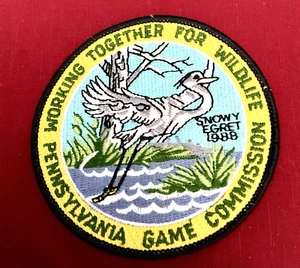 WORKING TOGETHER FOR WILDLIFE
SNOWY
EGRET
1988
PENNSYLVANIA GAME COMMISSION